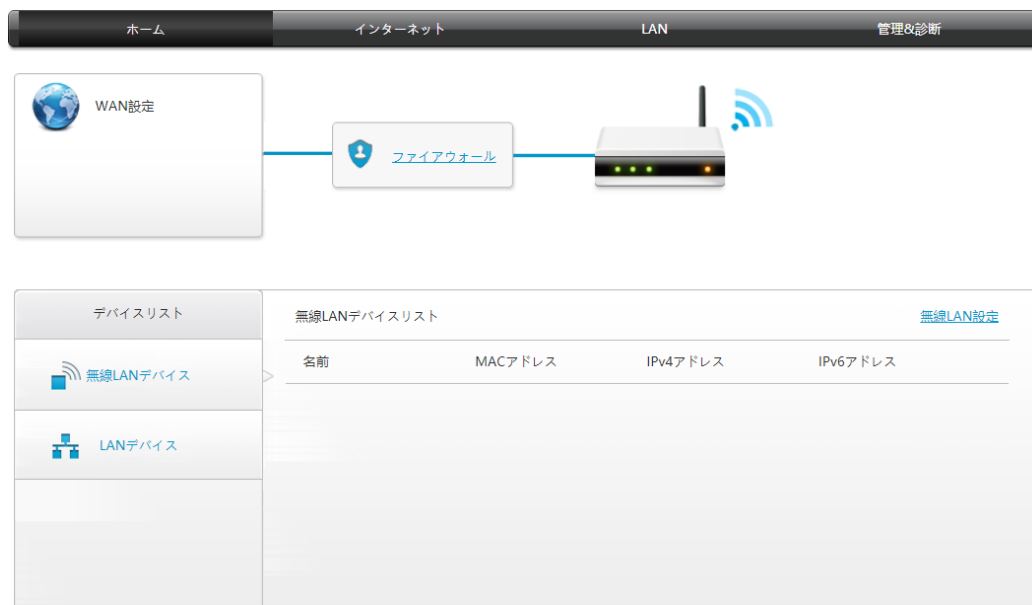 ホーム インターネット LAN 管理&診断
WAN設定
ファイアウォール
デバイスリスト
無線LANデバイスリスト 無線LAN設定
名前 MACアドレス IPv4アドレス IPv6アドレス
無線LANデバイス
LANデバイス